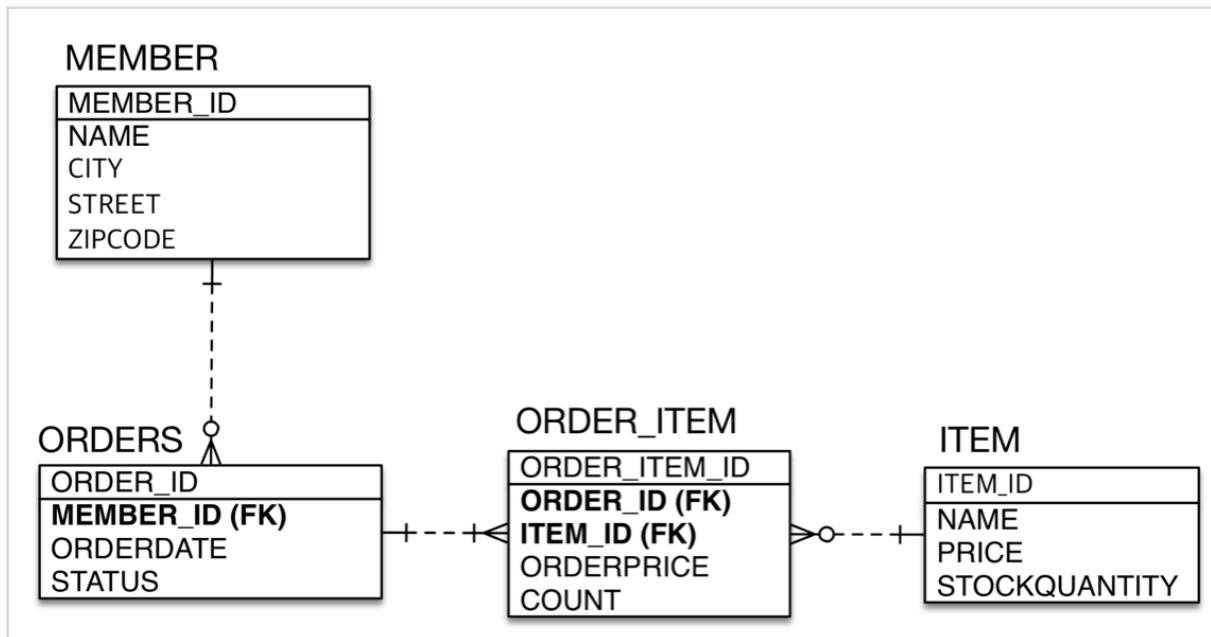 MEMBER
MEMBER_ID
NAME
CITY
STREET
ZIPCODE
ORDERS
ORDER_ID
MEMBER_ID (FK)
ORDERDATE
STATUS
ORDER_ITEM
ORDER_ITEM_ID
ORDER_ID (FK)
ITEM_ID (FK)
ORDERPRICE
COUNT
ITEM
ITEM_ID
NAME
PRICE
STOCKQUANTITY